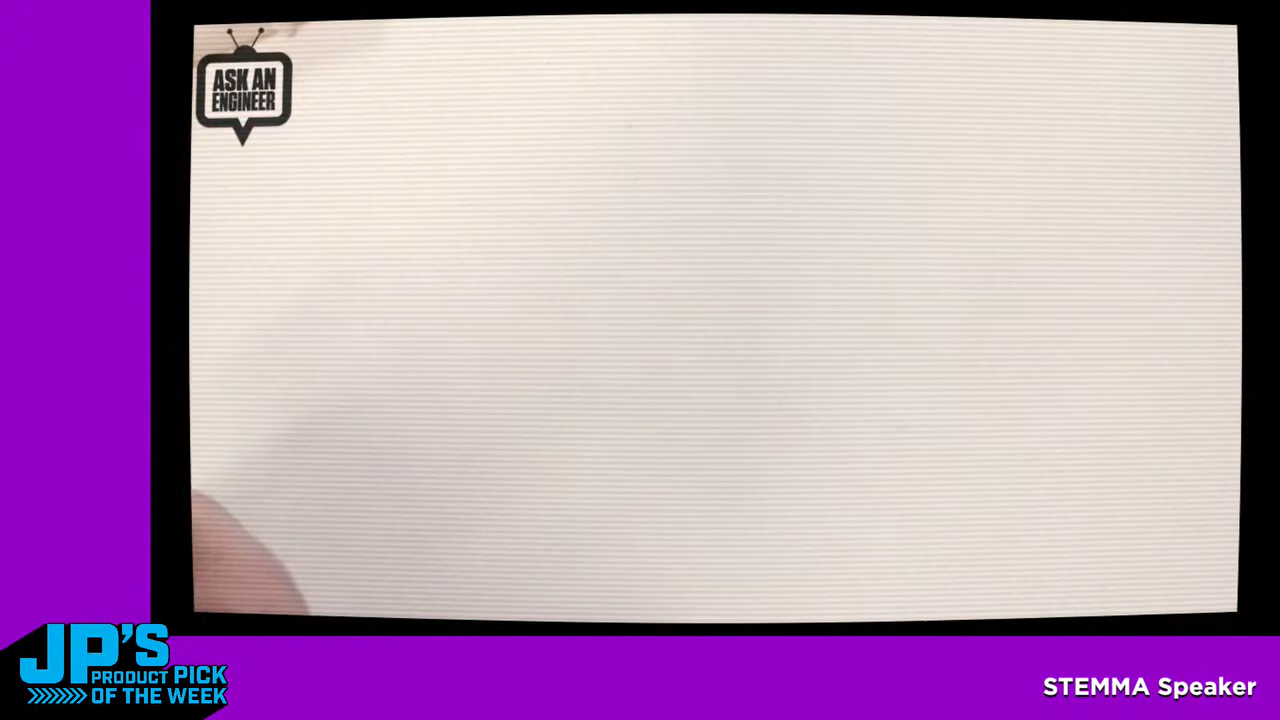 ASK AN
ENGINEER
JP'S
PRODUCT PICK
OF THE WEEK
STEMMA Speaker